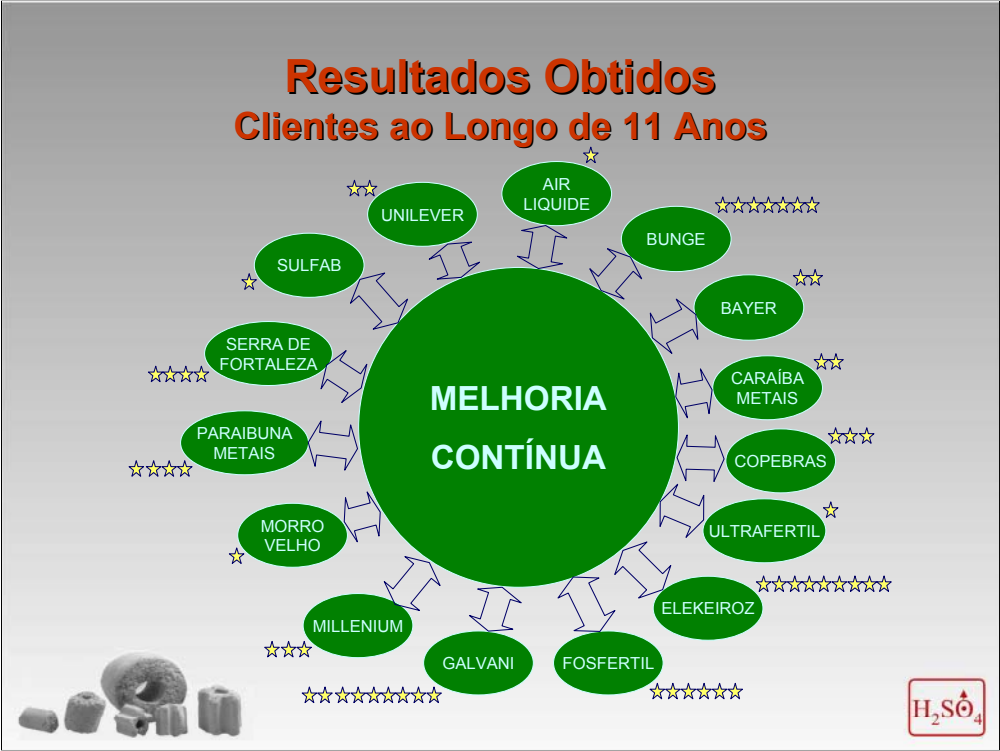 Resultados Obtidos
Clientes ao Longo de 11 Anos
AIR
LIQUIDE
UNILEVER
BUNGE
SULFAB
BAYER
SERRA DE
FORTALEZA
CARAÍBA
METAIS
MELHORIA
CONTÍNUA
PARAIBUNA
METAIS
COPEBRAS
MORRO
VELHO
ULTRAFERTIL
MILLENIUM
ELEKEIROZ
GALVANI
FOSFERTIL
H2SO4